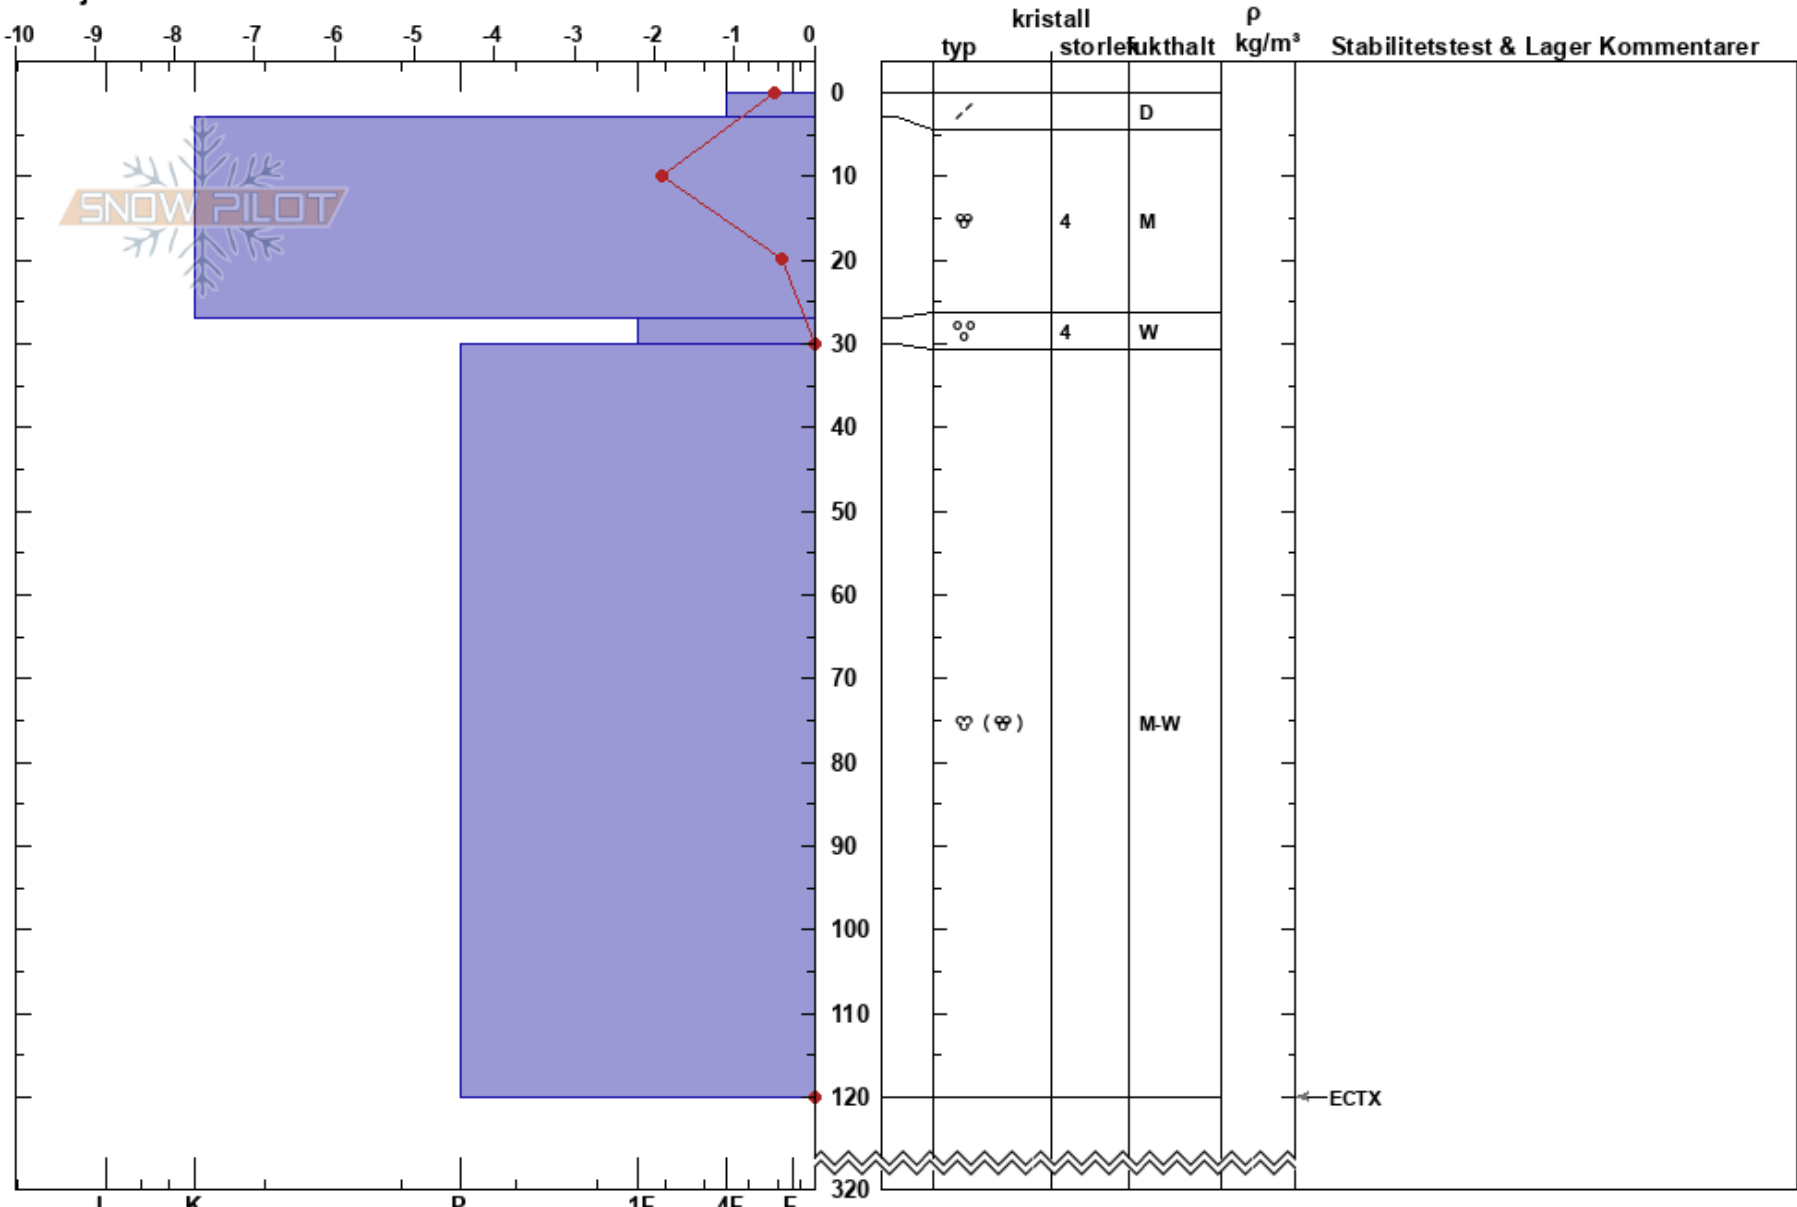 kristall
ρ
-10 -9 -8 -7 -6 -5 -4 -3 -2 -1 0
typ storlek fukthalt kg/m³ Stabilitetstest & Lager Kommentarer
0
D
10
SNOW PILOT
4 M
20
4 W
30
40
50
60
70
( ) M-W
80
90
100
110
120 ECTX
320
I K P 1F 4F F